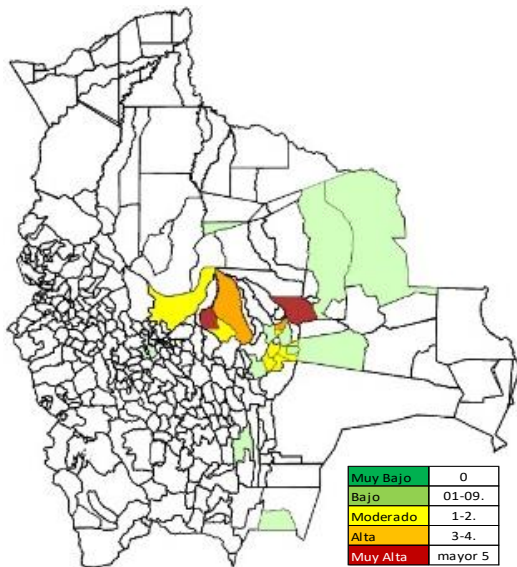 Muy Bajo 0
Bajo 01-09.
Moderado 1-2.
Alta 3-4.
Muy Alta mayor 5